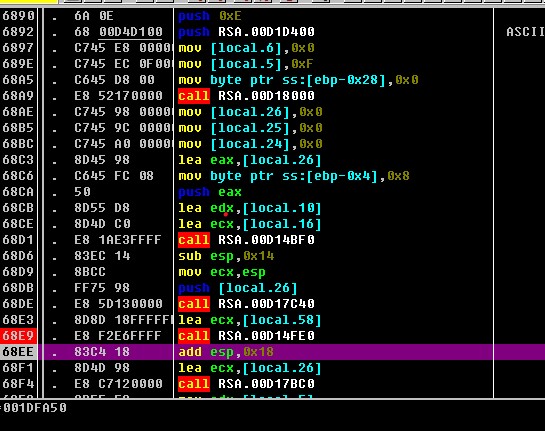 6890 . 6A 0E push 0xE
6892 . 68 00D4D100 push RSA.00D1D400 ASCII
6897 . C745 E8 0000 mov [local.6],0x0
689E . C745 EC 0F00 mov [local.5],0xF
68A5 . C645 D8 00 mov byte ptr ss:[ebp-0x28],0x0
68A9 . E8 52170000 call RSA.00D18000
68AE . C745 98 0000 mov [local.26],0x0
68B5 . C745 9C 0000 mov [local.25],0x0
68BC . C745 A0 0000 mov [local.24],0x0
68C3 . 8D45 98 lea eax,[local.26]
68C6 . C645 FC 08 mov byte ptr ss:[ebp-0x4],0x8
68CA . 50 push eax
68CB . 8D55 D8 lea edx,[local.10]
68CE . 8D4D C0 lea ecx,[local.16]
68D1 . E8 1AE3FFFF call RSA.00D14BF0
68D6 . 83EC 14 sub esp,0x14
68D9 . 8BCC mov ecx,esp
68DB . FF75 98 push [local.26]
68DE . E8 5D130000 call RSA.00D17C40
68E3 . 8D8D 18FFFFFF lea ecx,[local.58]
68E9 . E8 F2E6FFFF call RSA.00D14FE0
68EE . 83C4 18 add esp,0x18
68F1 . 8D4D 98 lea ecx,[local.26]
68F4 . E8 C7120000 call RSA.00D17BC0
=001DFA50